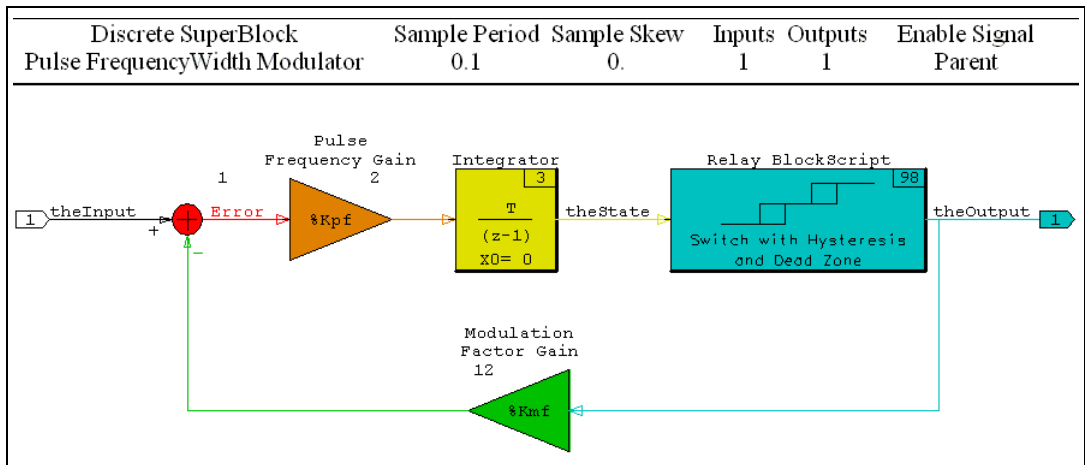 Discrete SuperBlock Sample Period Sample Skew Inputs Outputs Enable Signal
Pulse FrequencyWidth Modulator 0.1 0. 1 1 Parent
Pulse
Frequency Gain
1
2
Integrator
3
Relay BlockScript
98
1
theInput
+
-
Error
%Kpf
T
(z-1)
X0= 0
theState
Switch with Hysteresis
and Dead Zone
theOutput
1
Modulation
Factor Gain
12
%Kmf